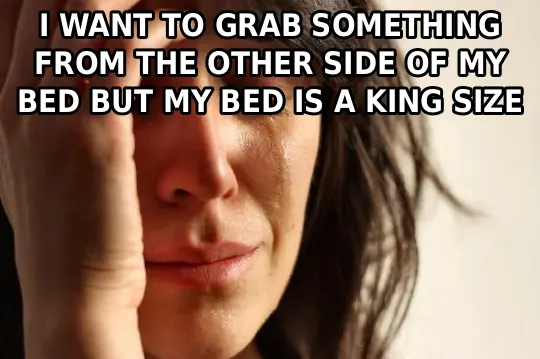 I WANT TO GRAB SOMETHING
FROM THE OTHER SIDE OF MY
BED BUT MY BED IS A KING SIZE